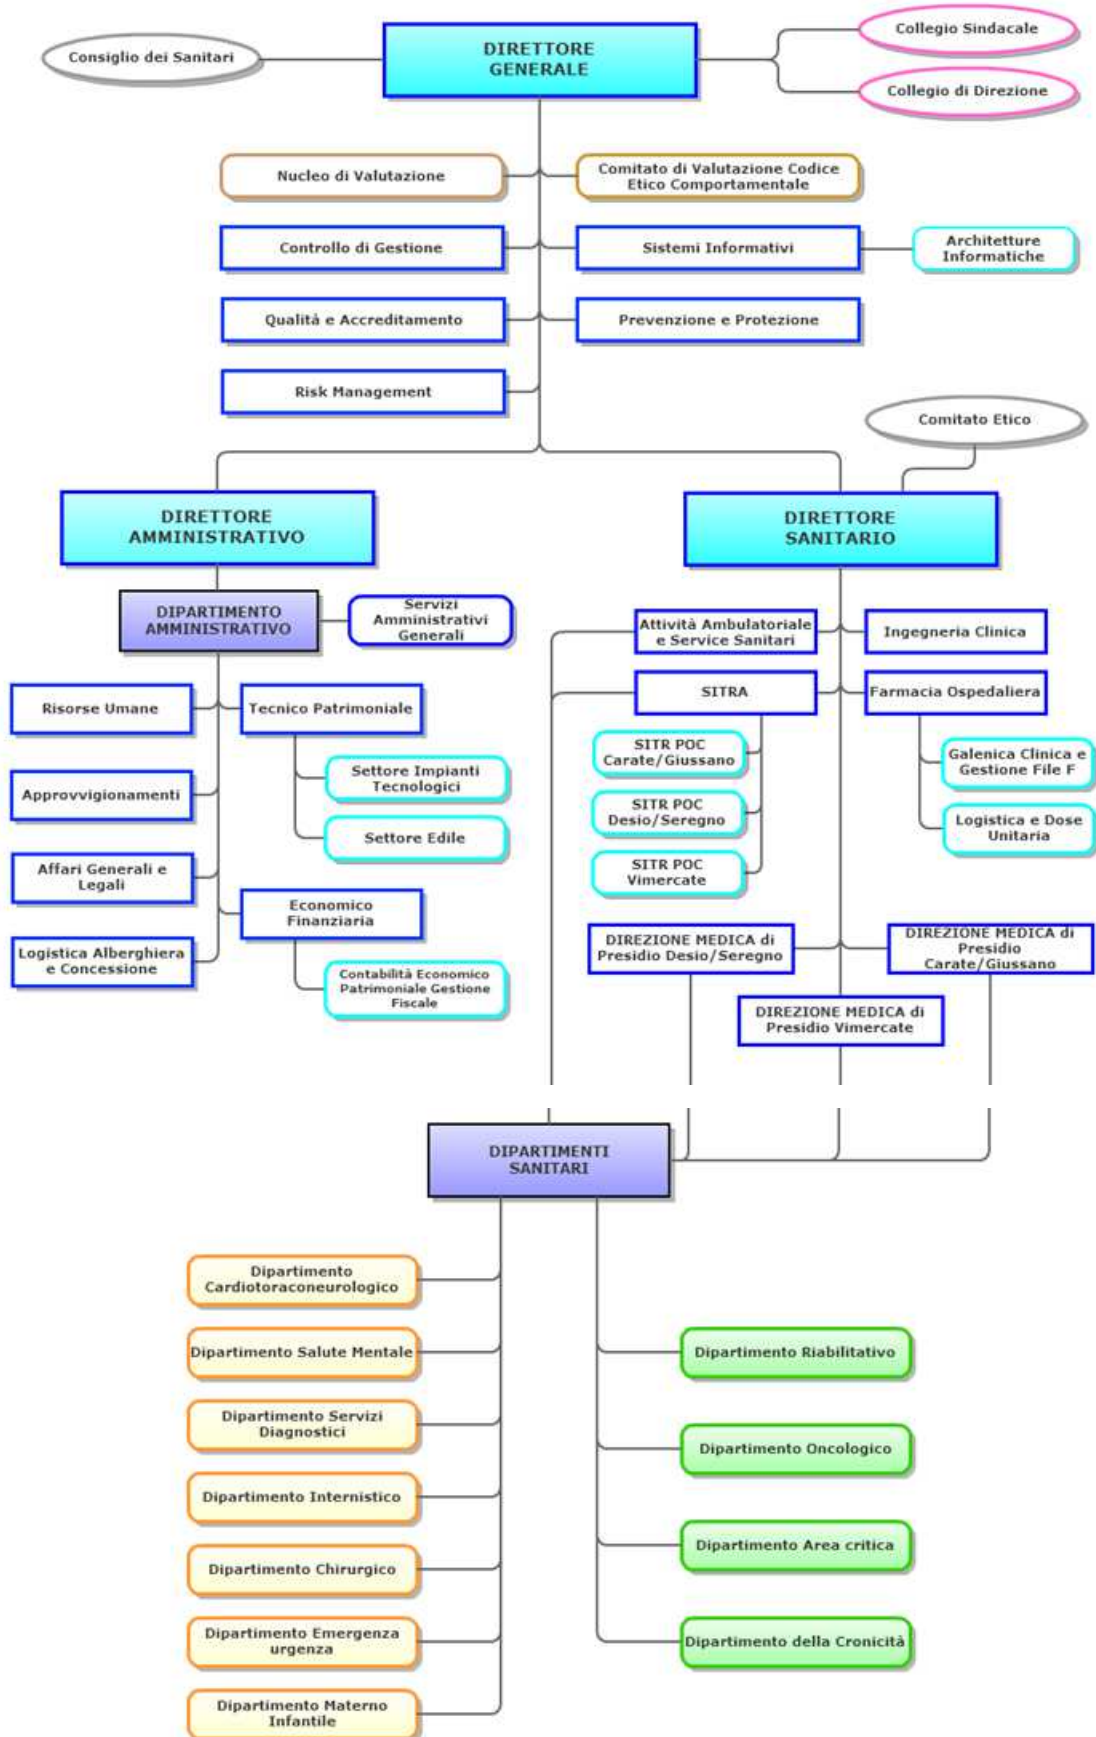 Consiglio dei Sanitari
DIRETTORE
GENERALE
Collegio Sindacale
Collegio di Direzione
Nucleo di Valutazione
Comitato di Valutazione Codice
Etico Comportamentale
Controllo di Gestione
Sistemi Informativi
Architetture
Informatiche
Qualità e Accreditamento
Prevenzione e Protezione
Risk Management
Comitato Etico
DIRETTORE
AMMINISTRATIVO
DIRETTORE
SANITARIO
DIPARTIMENTO
AMMINISTRATIVO
Servizi
Amministrativi
Generali
Risorse Umane
Tecnico Patrimoniale
Settore Impianti
Tecnologici
Approvvigionamenti
Settore Edile
Affari Generali e
Legali
Economico
Finanziaria
Logistica Alberghiera
e Concessione
Contabilità Economico
Patrimoniale Gestione
Fiscale
Attività Ambulatoriale
e Service Sanitari
Ingegneria Clinica
SITRA
Farmacia Ospedaliera
SITR POC
Carate/Giussano
Galenica Clinica e
Gestione File F
SITR POC
Desio/Seregno
Logistica e Dose
Unitaria
SITR POC
Vimercate
DIREZIONE MEDICA di
Presidio Desio/Seregno
DIREZIONE MEDICA di
Presidio
Carate/Giussano
DIREZIONE MEDICA di
Presidio Vimercate
DIPARTIMENTI
SANITARI
Dipartimento
Cardiotoraconeurologico
Dipartimento Salute Mentale
Dipartimento Servizi
Diagnostici
Dipartimento Internistico
Dipartimento Chirurgico
Dipartimento Emergenza
urgenza
Dipartimento Materno
Infantile
Dipartimento Riabilitativo
Dipartimento Oncologico
Dipartimento Area critica
Dipartimento della Cronicità